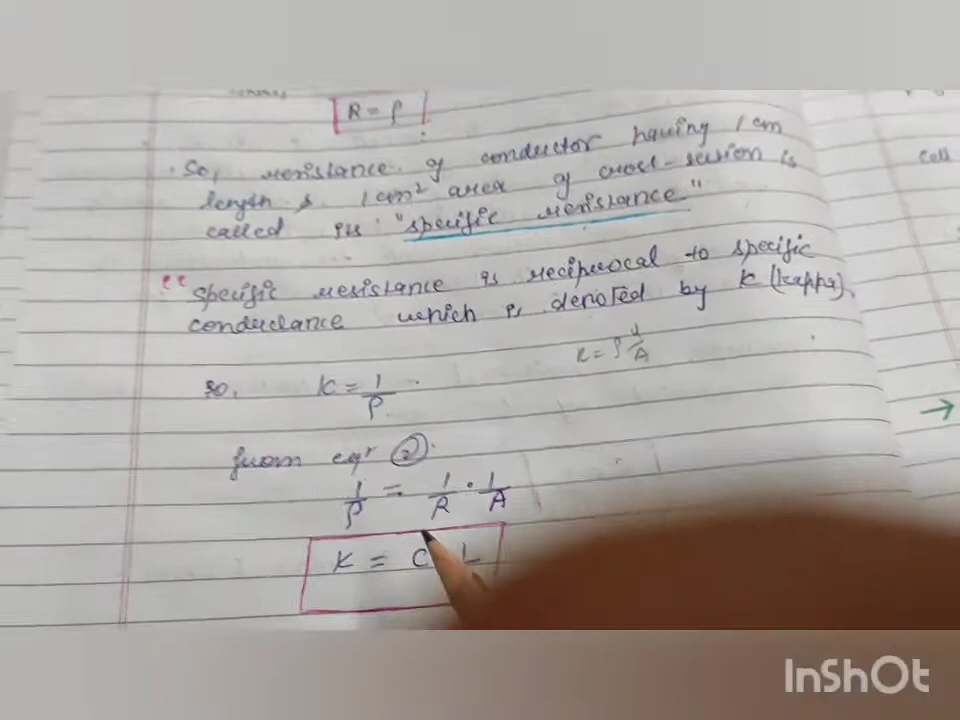 R = ρ
So, resistance of conductor having 1 cm
length & 1cm² area of cross-section is
called as "specific resistance"
Cell
"Specific resistance is reciprocal to specific
conductance which is denoted by K (kappa).
R = ρ l/A
so, K = 1/ρ
from eqⁿ ②.
1/ρ = 1/R · l/A
K = C L
InShOt